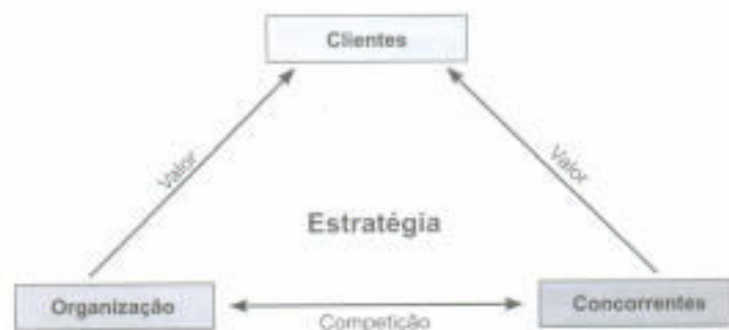 Clientes
Valor
Valor
Estratégia
Organização
Competição
Concorrentes